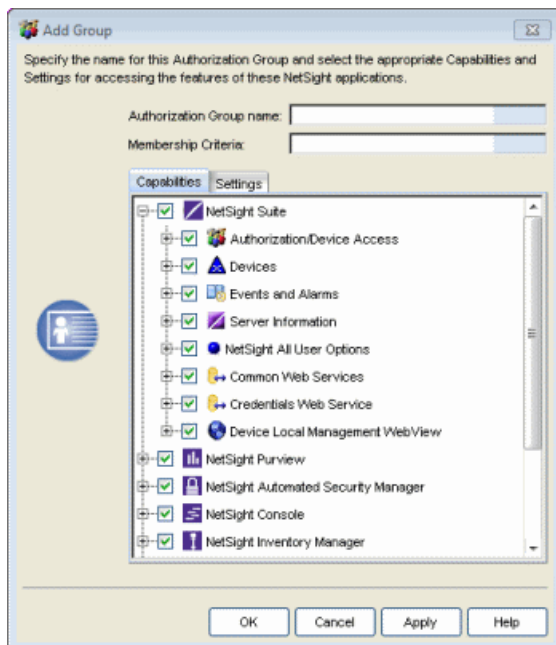 Add Group
Specify the name for this Authorization Group and select the appropriate Capabilities and
Settings for accessing the features of these NetSight applications.
Authorization Group name:
Membership Criteria:
Capabilities Settings
NetSight Suite
Authorization/Device Access
Devices
Events and Alarms
Server Information
NetSight All User Options
Common Web Services
Credentials Web Service
Device Local Management WebView
NetSight Purview
NetSight Automated Security Manager
NetSight Console
NetSight Inventory Manager
OK Cancel Apply Help